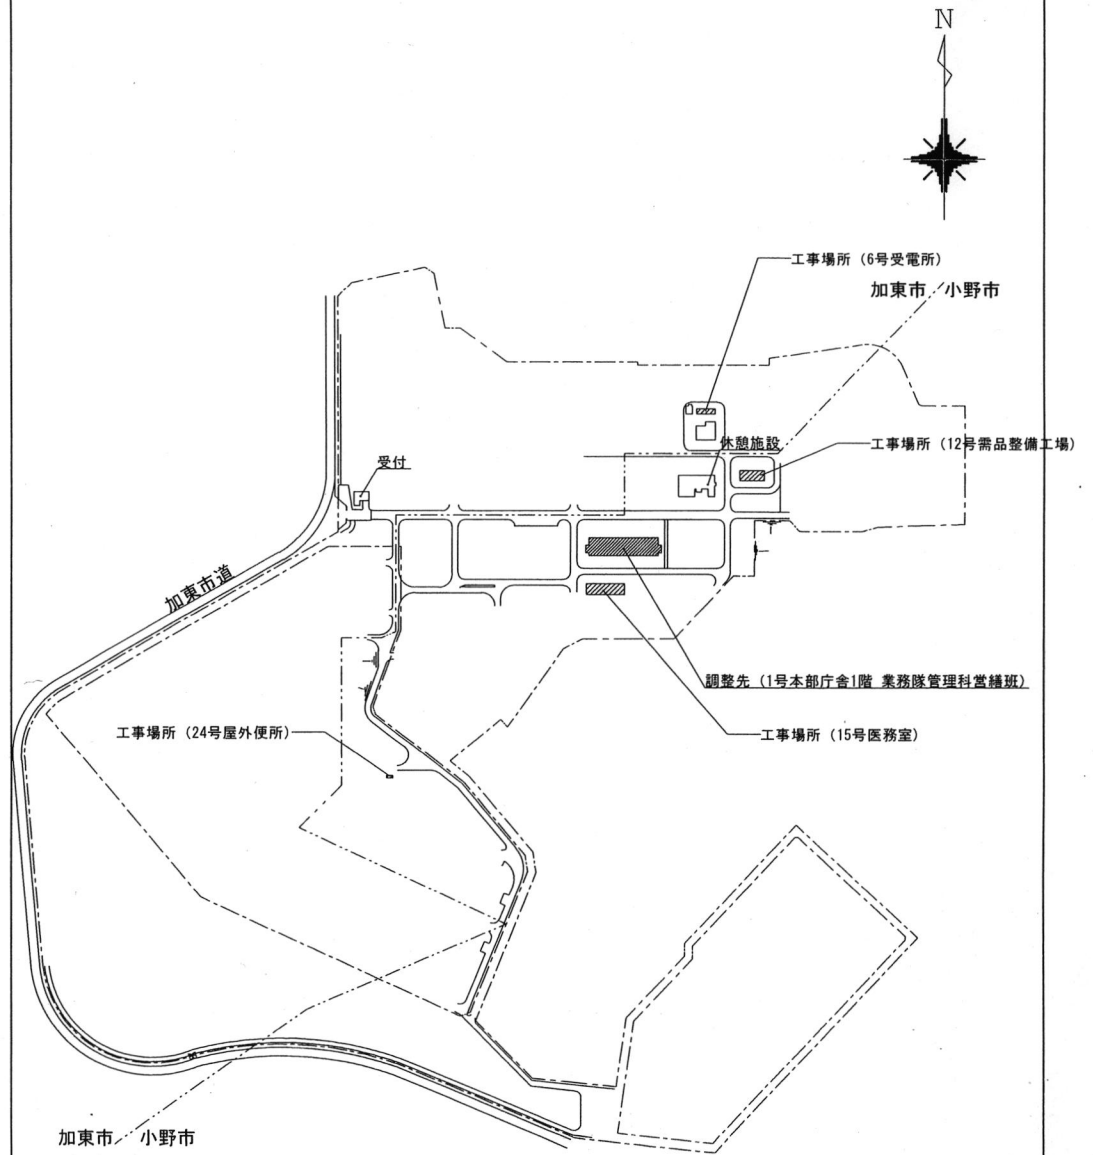 N
工事場所（6号受電所）
加東市 小野市
休憩施設
工事場所（12号需品整備工場）
受付
加東市道
調整先（1号本部庁舎1階 業務隊管理科営繕班）
工事場所（24号屋外便所）
工事場所（15号医務室）
加東市 小野市